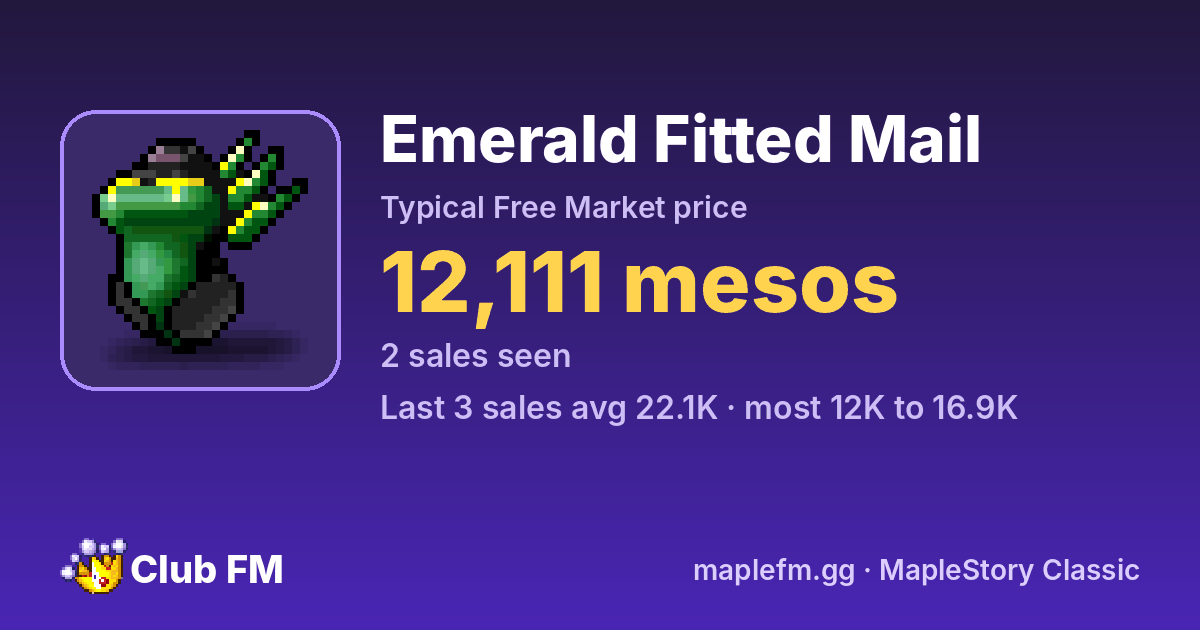 Emerald Fitted Mail
Typical Free Market price
12,111 mesos
2 sales seen
Last 3 sales avg 22.1K · most 12K to 16.9K
Club FM
maplefm.gg · MapleStory Classic